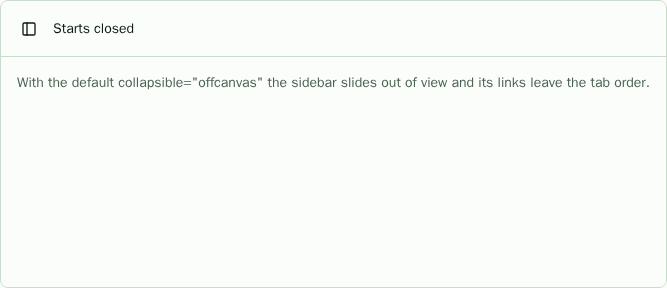 Starts closed
With the default collapsible="offcanvas" the sidebar slides out of view and its links leave the tab order.